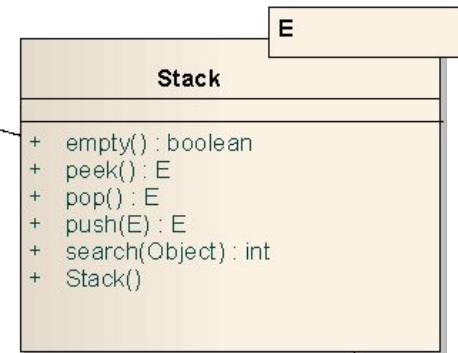 E
Stack
+ empty() : boolean
+ peek() : E
+ pop() : E
+ push(E) : E
+ search(Object) : int
+ Stack()